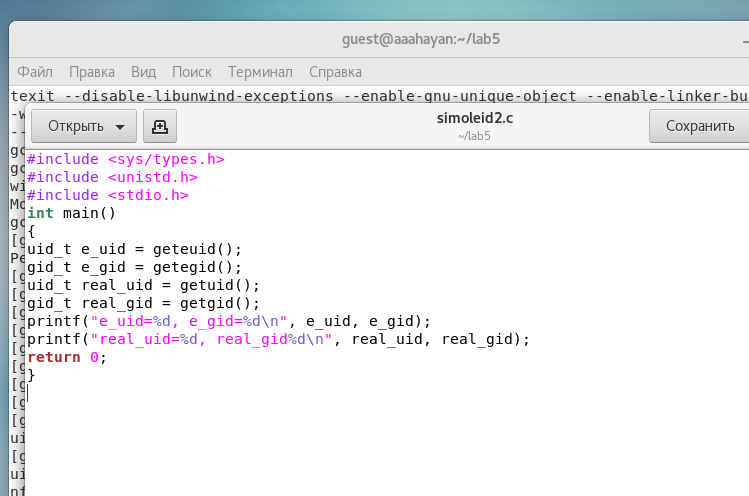 guest@aaahayan:~/lab5
Файл Правка Вид Поиск Терминал Справка
texit --disable-unwind-exceptions --enable-gnu-unique-object --enable-linker-bu
Открыть simoleid2.c Сохранить
~/lab5
#include <sys/types.h>
#include <unistd.h>
#include <stdio.h>
int main()
{
uid_t e_uid = geteuid();
gid_t e_gid = getegid();
uid_t real_uid = getuid();
gid_t real_gid = getgid();
printf("e_uid=%d, e_gid=%d\n", e_uid, e_gid);
printf("real_uid=%d, real_gid%d\n", real_uid, real_gid);
return 0;
}